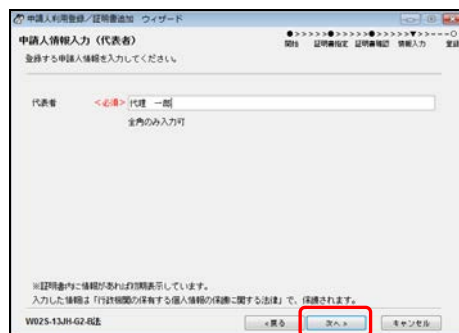 申請人利用登録/証明書追加 ウィザード
申請人情報入力（代表者）
●>>>>>●>>>>>●>>>>>▼>>---○
開始 証明書指定 証明書確認 情報入力 登録
登録する申請人情報を入力してください。
代表者 <必須> 代理 一郎
全角のみ入力可
※証明書内に情報があれば初期表示しています。
入力した情報は「行政機関の保有する個人情報の保護に関する法律」で、保護されます。
W02S-13JH-G2-B法 <戻る 次へ> キャンセル